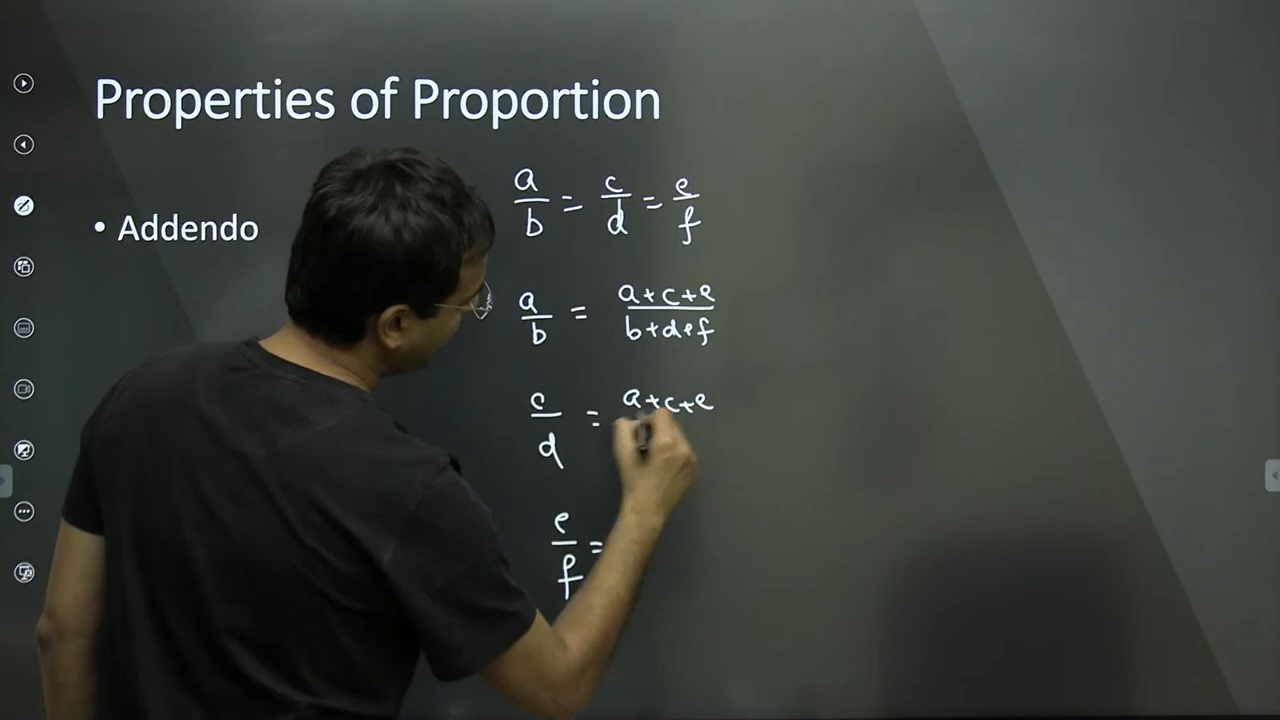 Properties of Proportion
• Addendo
a/b = c/d = e/f
a/b = a+c+e/b+d+f
c/d = a+c+e
e/f =